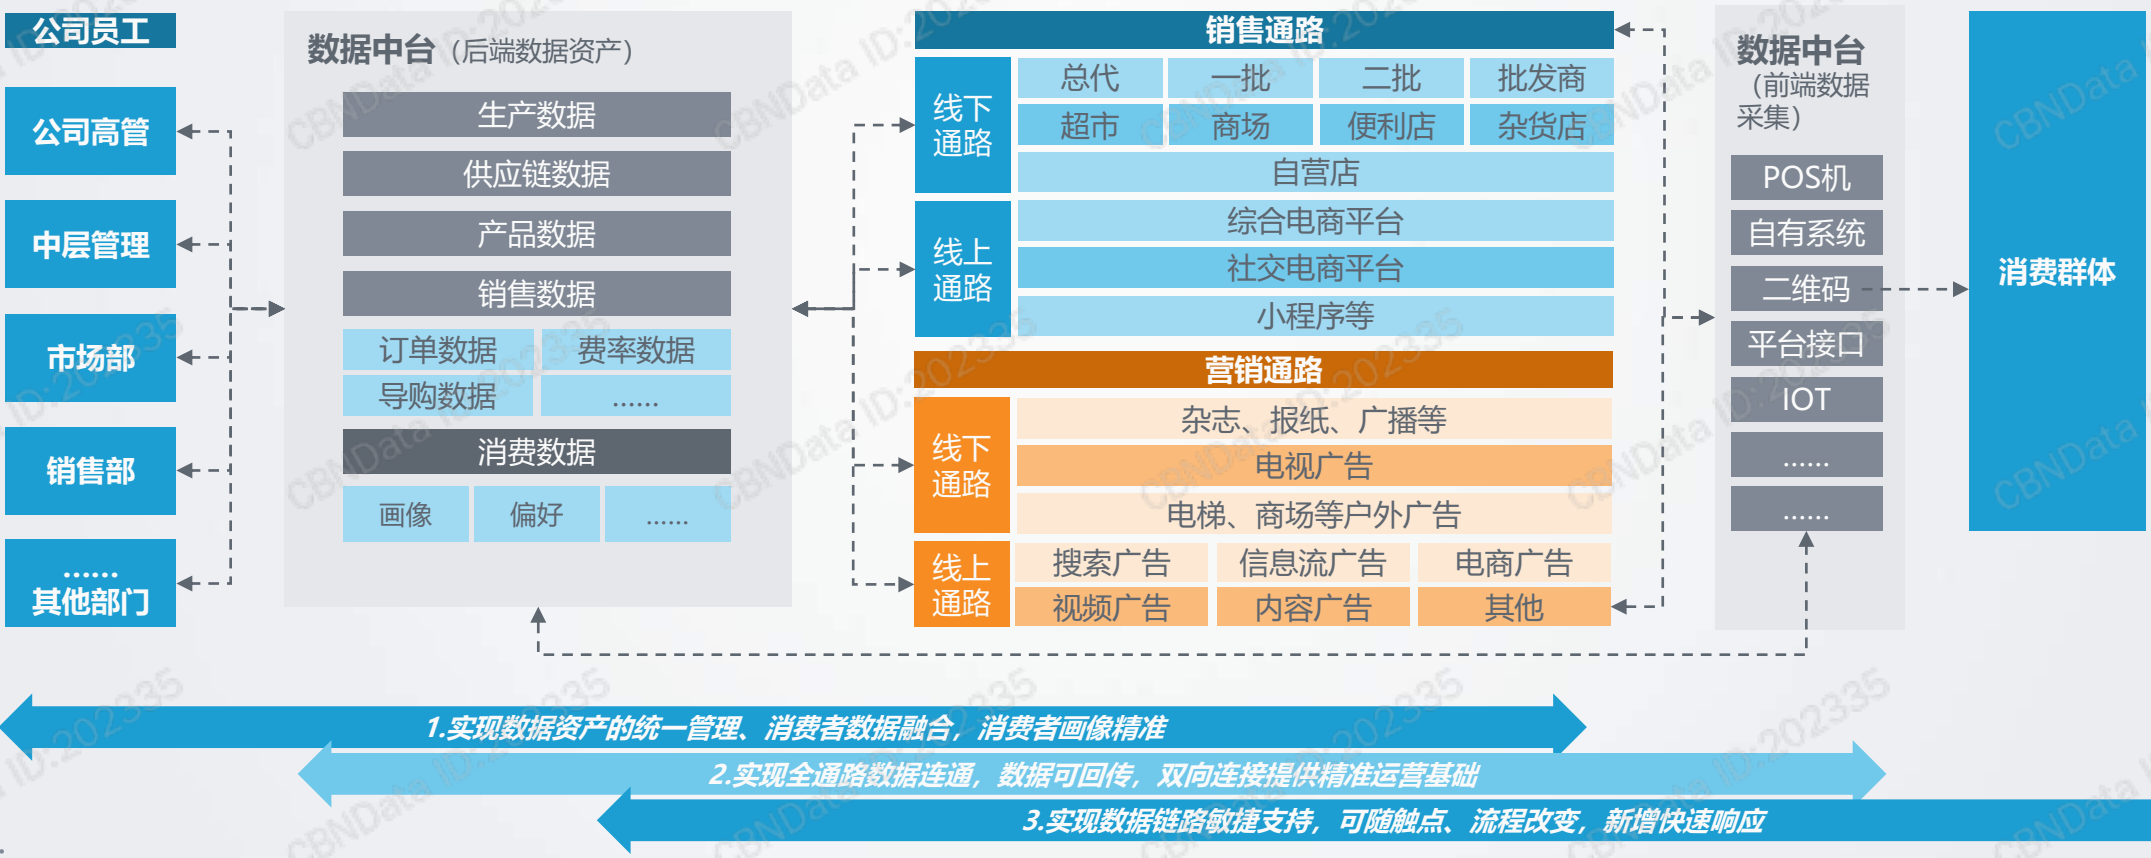 公司员工
公司高管
中层管理
市场部
销售部
……
其他部门
数据中台（后端数据资产）
生产数据
供应链数据
产品数据
销售数据
订单数据 费率数据
导购数据 ……
消费数据
画像 偏好 ……
销售通路
线下
通路
总代 一批 二批 批发商
超市 商场 便利店 杂货店
自营店
线上
通路
综合电商平台
社交电商平台
小程序等
营销通路
线下
通路
杂志、报纸、广播等
电视广告
电梯、商场等户外广告
线上
通路
搜索广告 信息流广告 电商广告
视频广告 内容广告 其他
数据中台
（前端数据
采集）
POS机
自有系统
二维码
平台接口
IOT
……
……
消费群体
1.实现数据资产的统一管理、消费者数据融合，消费者画像精准
2.实现全通路数据连通，数据可回传，双向连接提供精准运营基础
3.实现数据链路敏捷支持，可随触点、流程改变，新增快速响应
CBNData ID:202335